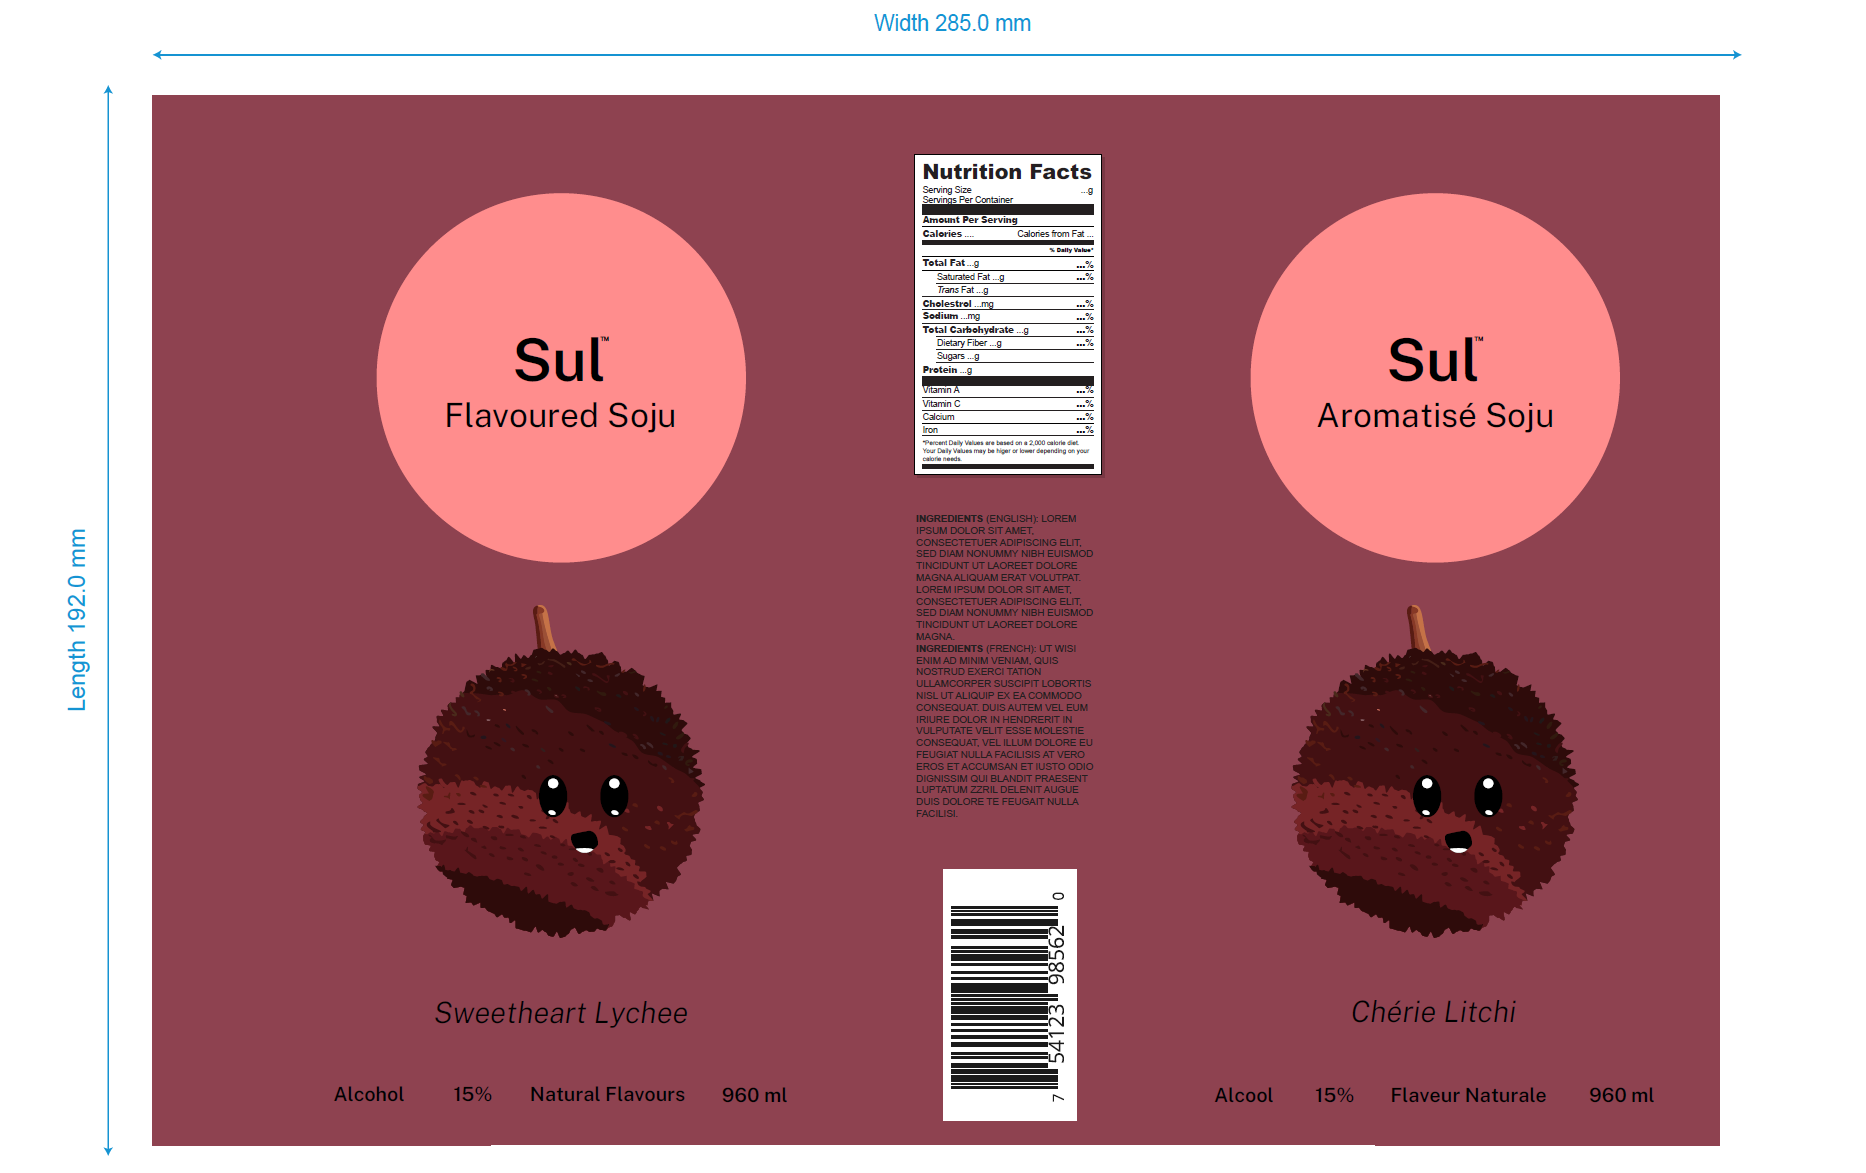 Width 285.0 mm
Length 192.0 mm
Sul™
Flavoured Soju
Sweetheart Lychee
Alcohol 15% Natural Flavours 960 ml
Nutrition Facts
Serving Size ...g
Servings Per Container
Amount Per Serving
Calories .... Calories from Fat ...
% Daily Value*
Total Fat ...g ...%
Saturated Fat ...g ...%
Trans Fat ...g
Cholestrol ...mg ...%
Sodium ...mg ...%
Total Carbohydrate ...g ...%
Dietary Fiber ...g ...%
Sugars ...g
Protein ...g
Vitamin A ...%
Vitamin C ...%
Calcium ...%
Iron ...%
*Percent Daily Values are based on a 2,000 calorie diet.
Your Daily Values may be higer or lower depending on your
calorie needs.
INGREDIENTS (ENGLISH): LOREM
IPSUM DOLOR SIT AMET,
CONSECTETUER ADIPISCING ELIT,
SED DIAM NONUMMY NIBH EUISMOD
TINCIDUNT UT LAOREET DOLORE
MAGNA ALIQUAM ERAT VOLUTPAT.
LOREM IPSUM DOLOR SIT AMET,
CONSECTETUER ADIPISCING ELIT,
SED DIAM NONUMMY NIBH EUISMOD
TINCIDUNT UT LAOREET DOLORE
MAGNA.
INGREDIENTS (FRENCH): UT WISI
ENIM AD MINIM VENIAM, QUIS
NOSTRUD EXERCI TATION
ULLAMCORPER SUSCIPIT LOBORTIS
NISL UT ALIQUIP EX EA COMMODO
CONSEQUAT. DUIS AUTEM VEL EUM
IRIURE DOLOR IN HENDRERIT IN
VULPUTATE VELIT ESSE MOLESTIE
CONSEQUAT, VEL ILLUM DOLORE EU
FEUGIAT NULLA FACILISIS AT VERO
EROS ET ACCUMSAN ET IUSTO ODIO
DIGNISSIM QUI BLANDIT PRAESENT
LUPTATUM ZZRIL DELENIT AUGUE
DUIS DOLORE TE FEUGAIT NULLA
FACILISI.
7 54123 98562 0
Sul™
Aromatisé Soju
Chérie Litchi
Alcool 15% Flaveur Naturale 960 ml